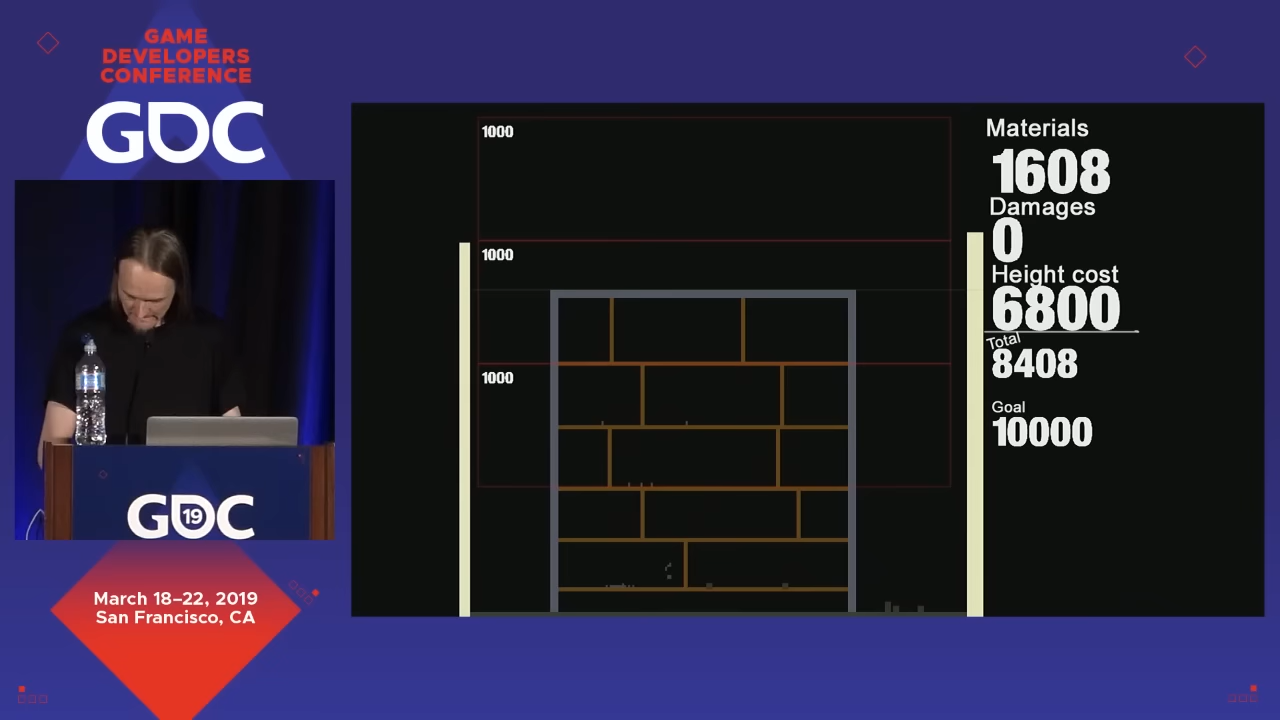 GAME
DEVELOPERS
CONFERENCE
GDC
GDC
19
March 18–22, 2019
San Francisco, CA
1000
1000
1000
Materials
1608
Damages
0
Height cost
6800
Total
8408
Goal
10000